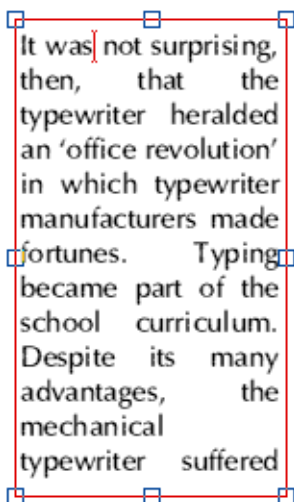 It was not surprising,
then, that the
typewriter heralded
an ‘office revolution’
in which typewriter
manufacturers made
fortunes. Typing
became part of the
school curriculum.
Despite its many
advantages, the
mechanical
typewriter suffered